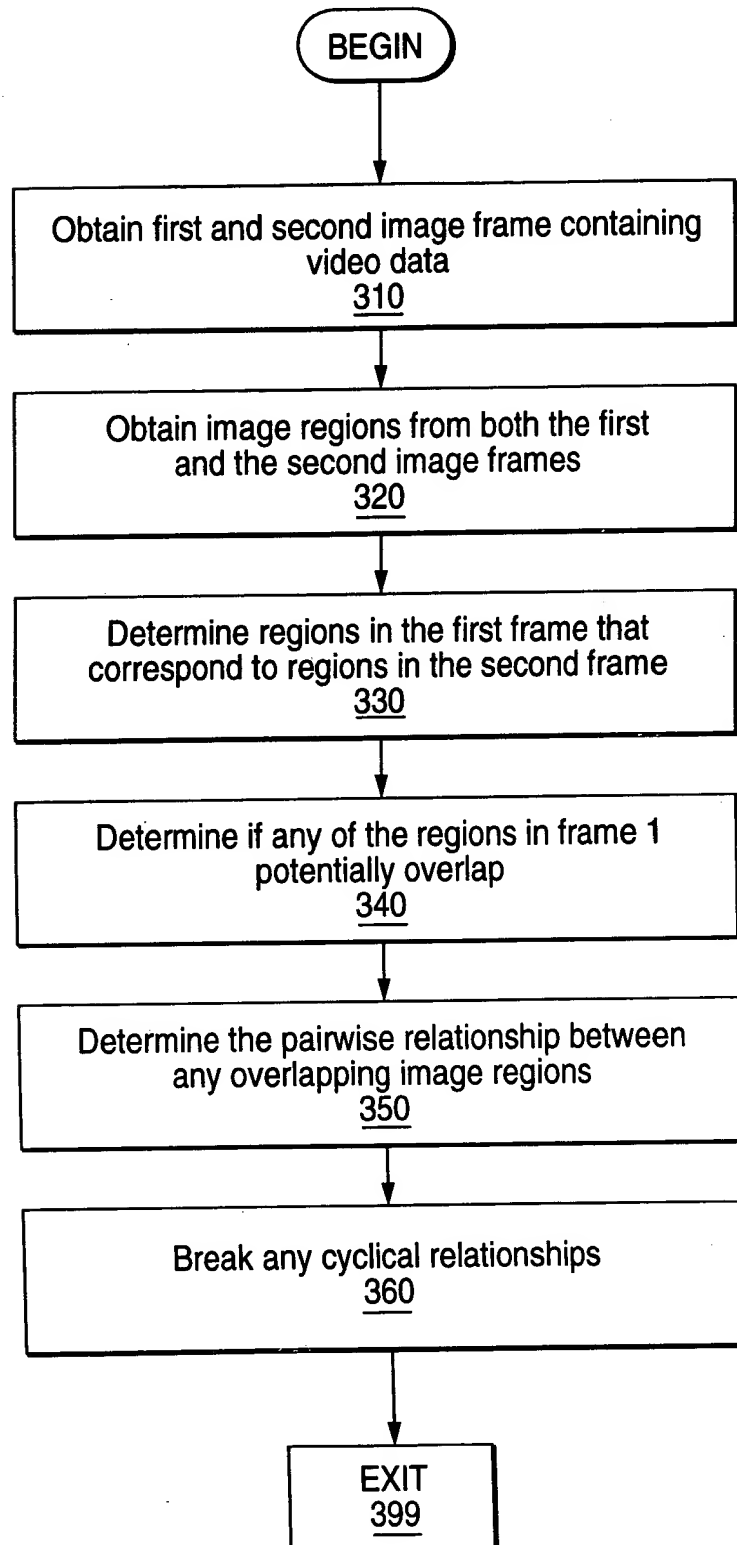 BEGIN
Obtain first and second image frame containing
video data
310
Obtain image regions from both the first
and the second image frames
320
Determine regions in the first frame that
correspond to regions in the second frame
330
Determine if any of the regions in frame 1
potentially overlap
340
Determine the pairwise relationship between
any overlapping image regions
350
Break any cyclical relationships
360
EXIT
399